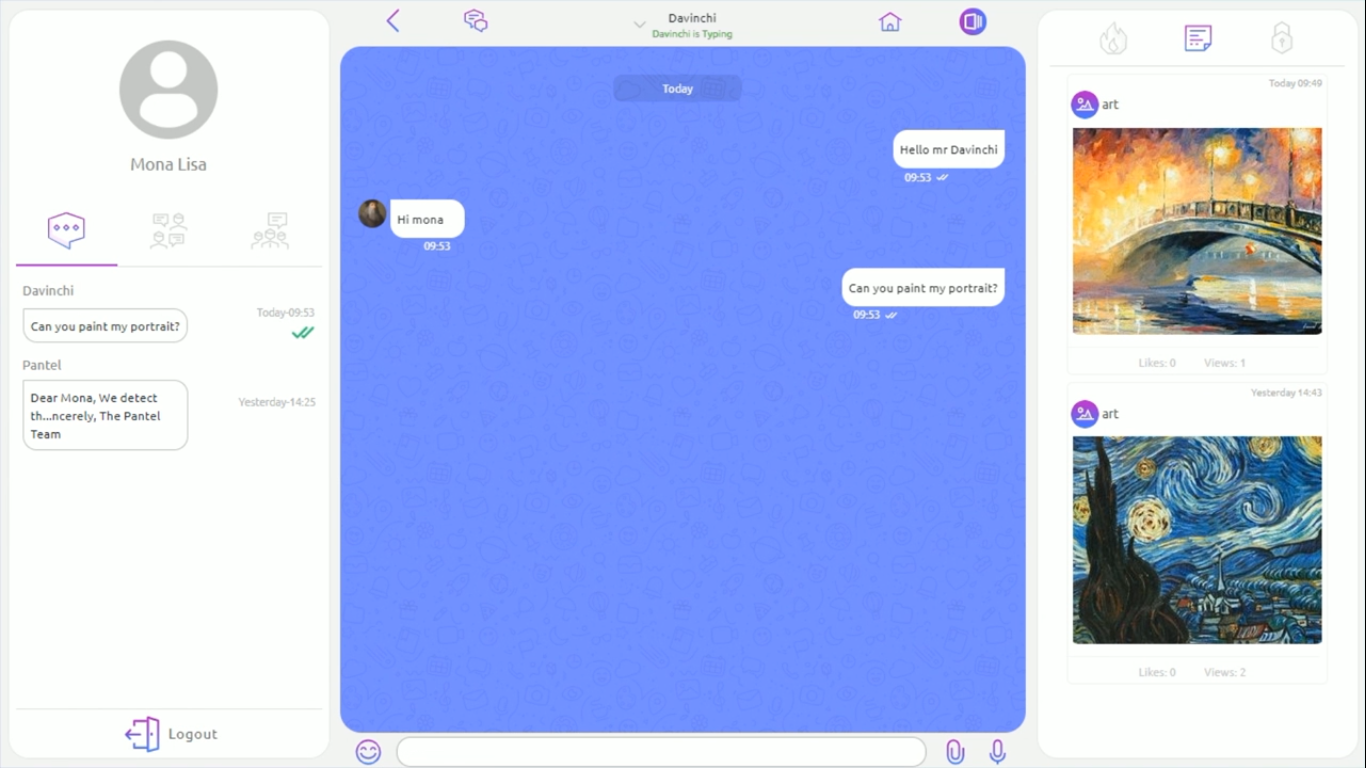 Mona Lisa
Davinchi
Can you paint my portrait?
Today-09:53
Pantel
Dear Mona, We detect
th...ncerely, The Pantel
Team
Yesterday-14:25
Logout
Davinchi
Davinchi is Typing
Today
Hello mr Davinchi
09:53
Hi mona
09:53
Can you paint my portrait?
09:53
Today 09:49
art
Likes: 0 Views: 1
Yesterday 14:43
art
Likes: 0 Views: 2